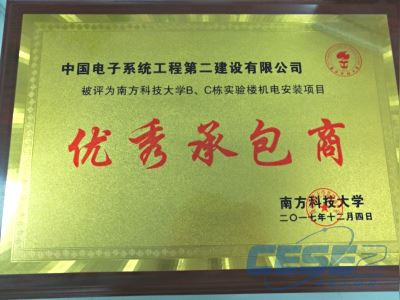 中国电子系统工程第二建设有限公司
被评为南方科技大学B、C栋实验楼机电安装项目
优秀承包商
南方科技大学
二〇一七年十二月四日
CESE2